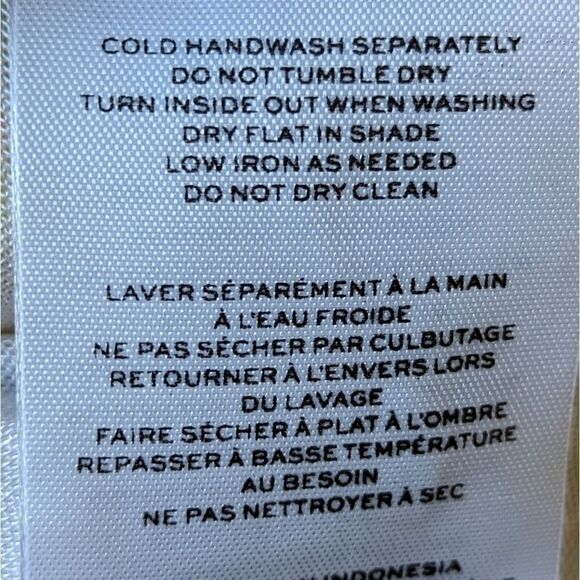 COLD HANDWASH SEPARATELY
DO NOT TUMBLE DRY
TURN INSIDE OUT WHEN WASHING
DRY FLAT IN SHADE
LOW IRON AS NEEDED
DO NOT DRY CLEAN
LAVER SÉPARÉMENT À LA MAIN
À L'EAU FROIDE
NE PAS SÉCHER PAR CULBUTAGE
RETOURNER À L'ENVERS LORS
DU LAVAGE
FAIRE SÉCHER À PLAT À L'OMBRE
REPASSER À BASSE TEMPÉRATURE
AU BESOIN
NE PAS NETTROYER À SEC
INDONESIA